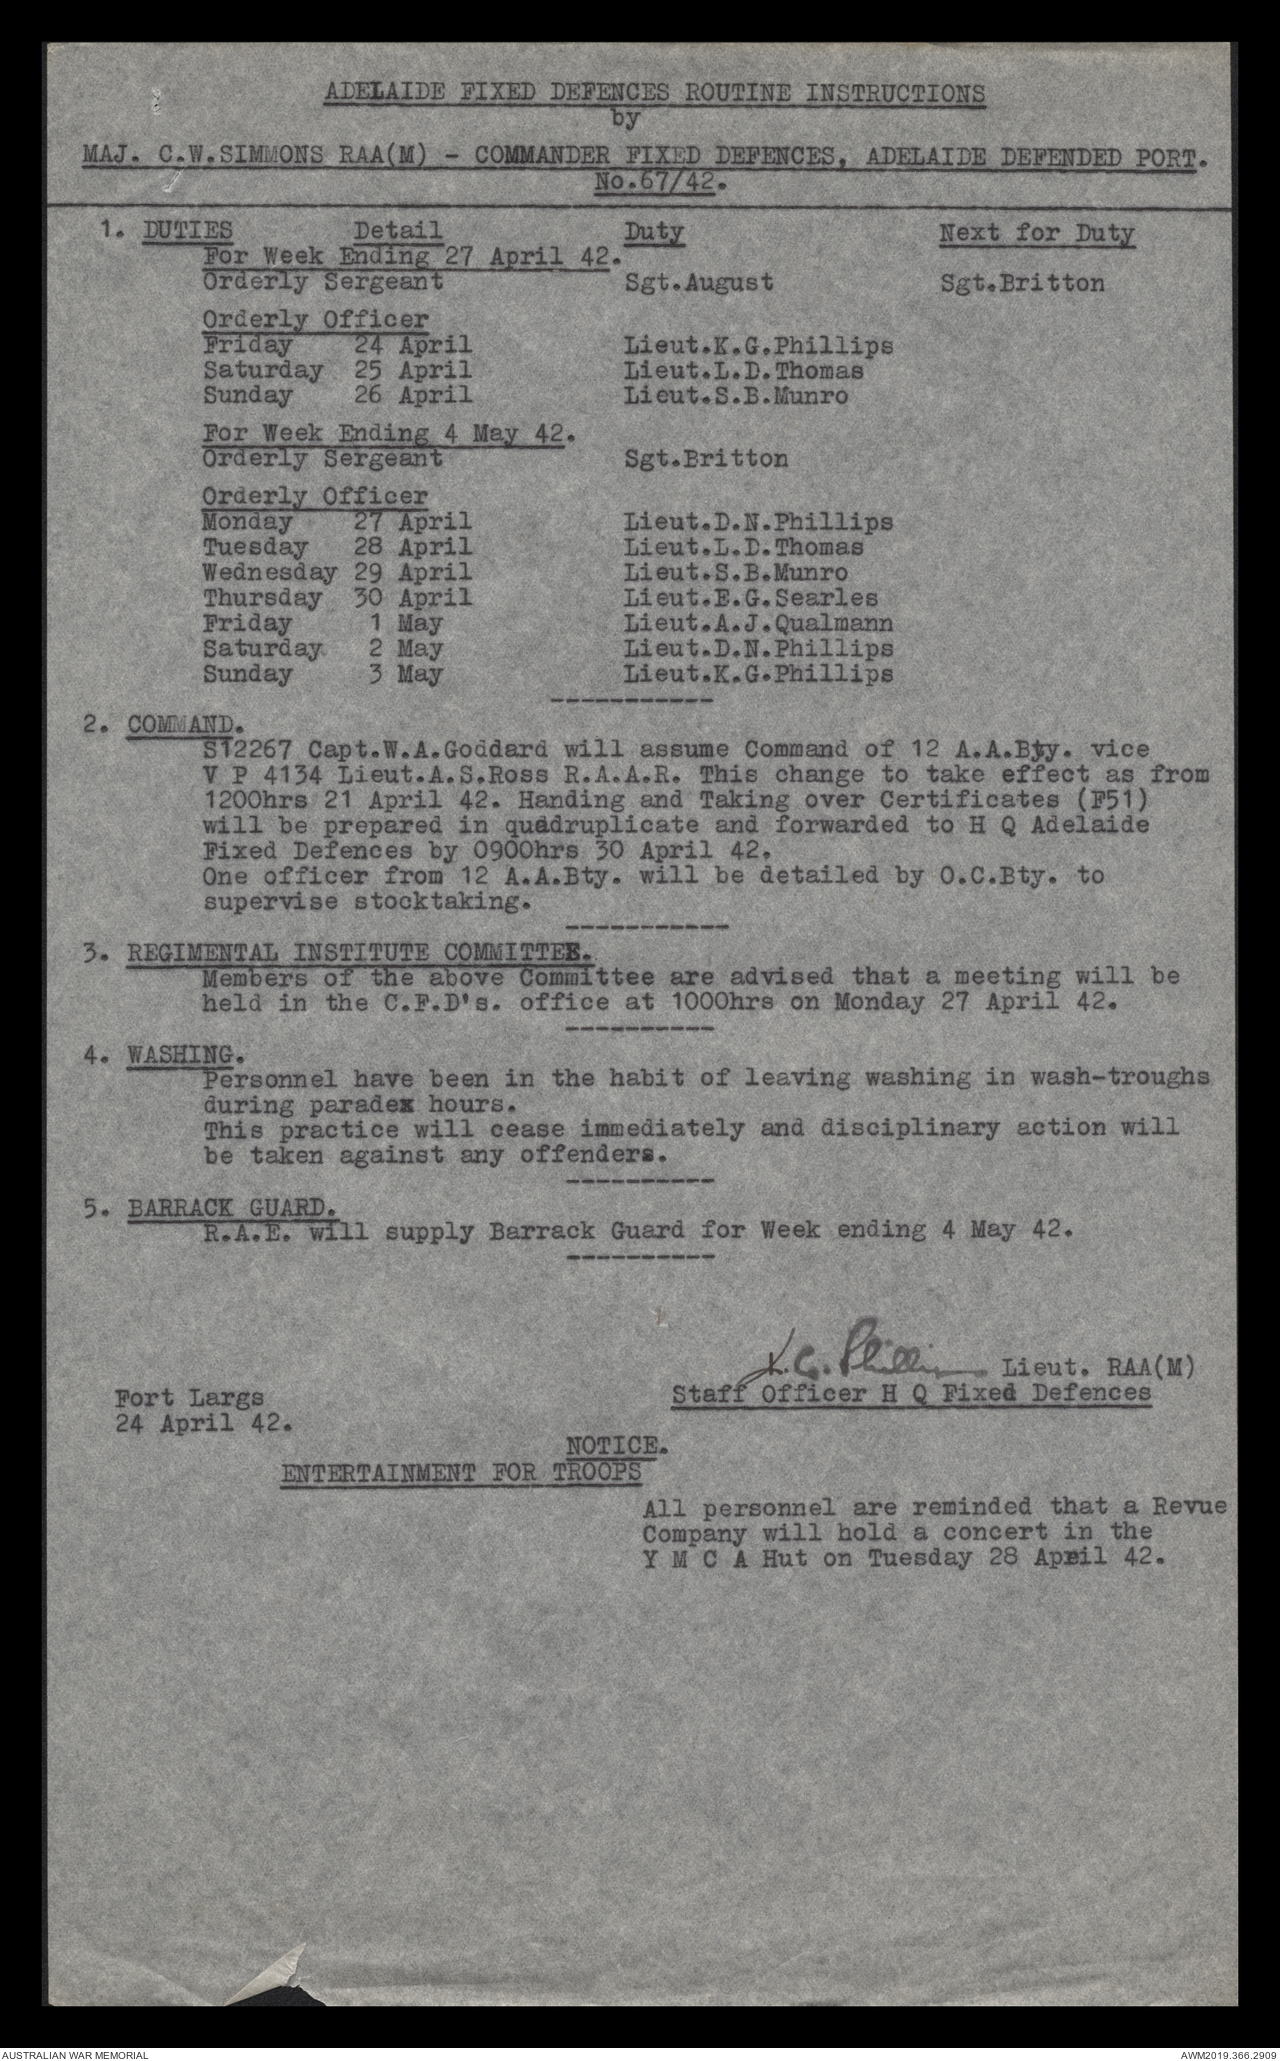 ADELAIDE FIXED DEFENCES ROUTINE INSTRUCTIONS
by
MAJ. C.W.SIMMONS RAA(M) - COMMANDER FIXED DEFENCES, ADELAIDE DEFENDED PORT.
No.67/42.
1. DUTIES Detail Duty Next for Duty
For Week Ending 27 April 42.
Orderly Sergeant Sgt.August Sgt.Britton
Orderly Officer
Friday 24 April Lieut.K.G.Phillips
Saturday 25 April Lieut.L.D.Thomas
Sunday 26 April Lieut.S.B.Munro
For Week Ending 4 May 42.
Orderly Sergeant Sgt.Britton
Orderly Officer
Monday 27 April Lieut.D.N.Phillips
Tuesday 28 April Lieut.L.D.Thomas
Wednesday 29 April Lieut.S.B.Munro
Thursday 30 April Lieut.E.G.Searles
Friday 1 May Lieut.A.J.Qualmann
Saturday 2 May Lieut.D.N.Phillips
Sunday 3 May Lieut.K.G.Phillips
-----------
2. COMMAND.
S12267 Capt.W.A.Goddard will assume Command of 12 A.A.Bty. vice
V P 4134 Lieut.A.S.Ross R.A.A.R. This change to take effect as from
1200hrs 21 April 42. Handing and Taking over Certificates (F51)
will be prepared in quadruplicate and forwarded to H Q Adelaide
Fixed Defences by 0900hrs 30 April 42.
One officer from 12 A.A.Bty. will be detailed by O.C.Bty. to
supervise stocktaking.
-----------
3. REGIMENTAL INSTITUTE COMMITTEE.
Members of the above Committee are advised that a meeting will be
held in the C.F.D's. office at 1000hrs on Monday 27 April 42.
----------
4. WASHING.
Personnel have been in the habit of leaving washing in wash-troughs
during paradex hours.
This practice will cease immediately and disciplinary action will
be taken against any offenders.
----------
5. BARRACK GUARD.
R.A.E. will supply Barrack Guard for Week ending 4 May 42.
----------
K.G. Phillips Lieut. RAA(M)
Staff Officer H Q Fixed Defences
Fort Largs
24 April 42.
NOTICE.
ENTERTAINMENT FOR TROOPS
All personnel are reminded that a Revue
Company will hold a concert in the
Y M C A Hut on Tuesday 28 April 42.
AUSTRALIAN WAR MEMORIAL AWM2019.366.2909